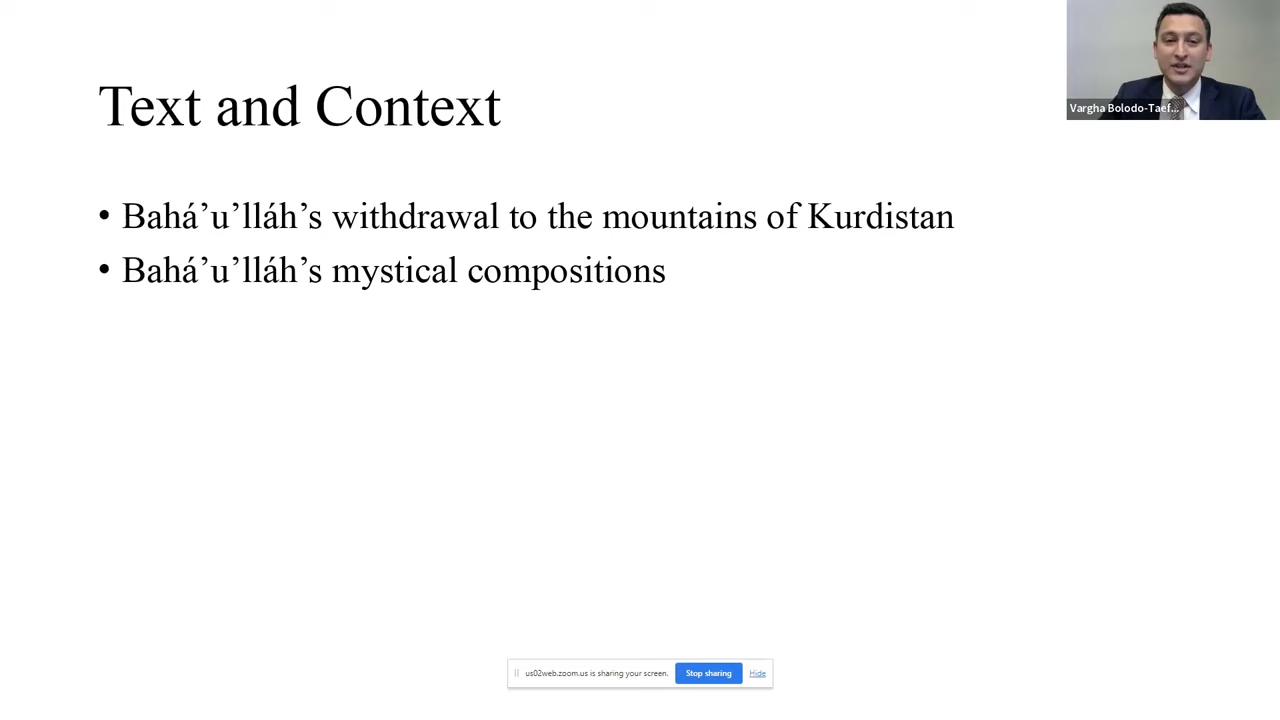 Text and Context
• Bahá’u’lláh’s withdrawal to the mountains of Kurdistan
• Bahá’u’lláh’s mystical compositions
Vargha Bolodo-Taef...
us02web.zoom.us is sharing your screen.
Stop sharing
Hide